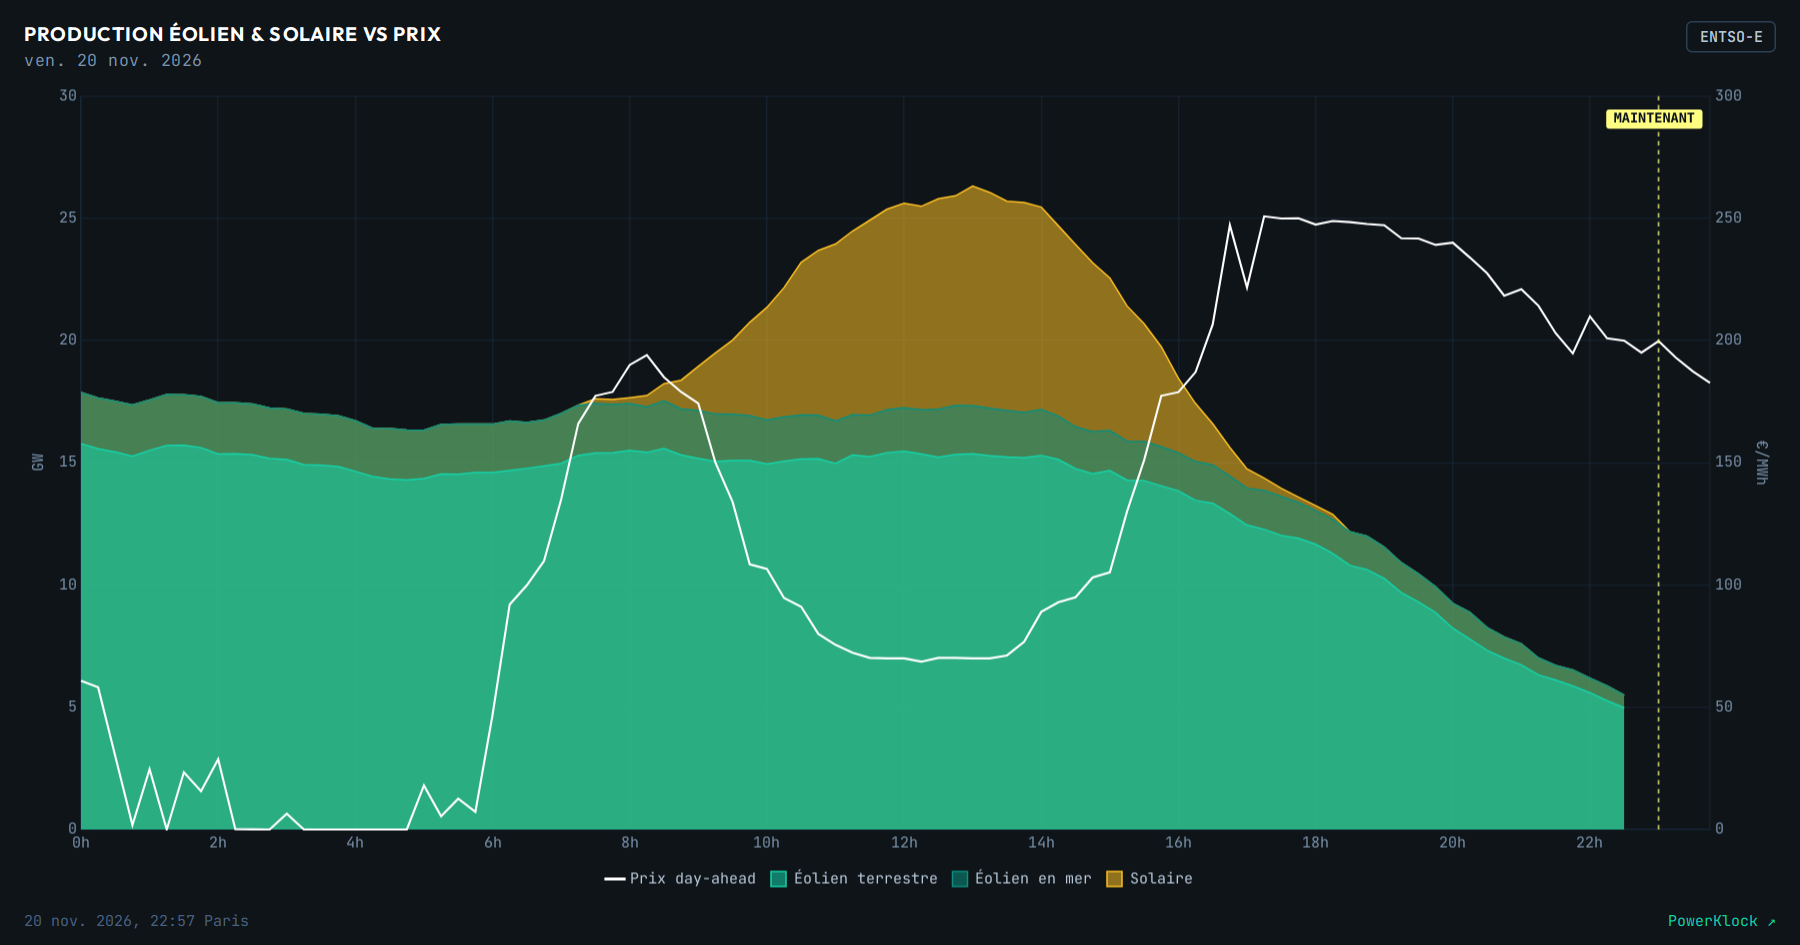 PRODUCTION ÉOLIEN & SOLAIRE VS PRIX
ven. 20 nov. 2026
ENTSO-E
30
25
20
15
10
5
0
GW
300
250
200
150
100
50
0
€/MWh
MAINTENANT
0h 2h 4h 6h 8h 10h 12h 14h 16h 18h 20h 22h
Prix day-ahead Éolien terrestre Éolien en mer Solaire
20 nov. 2026, 22:57 Paris
PowerKlock ↗